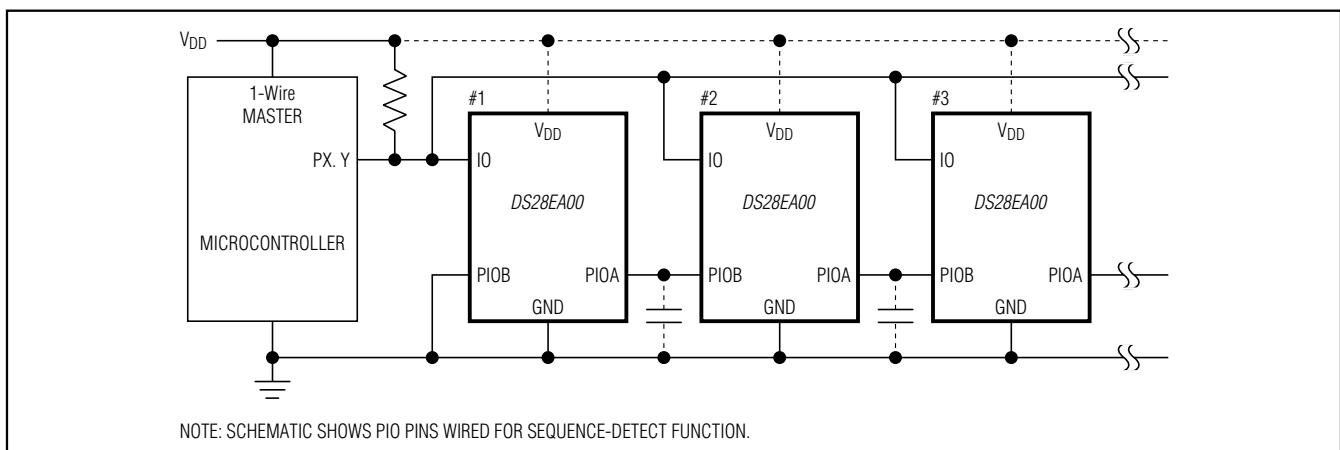 VDD
1-Wire
MASTER
PX. Y
MICROCONTROLLER
#1
VDD
IO
DS28EA00
PIOB
PIOA
GND
#2
VDD
IO
DS28EA00
PIOB
PIOA
GND
#3
VDD
IO
DS28EA00
PIOB
PIOA
GND
NOTE: SCHEMATIC SHOWS PIO PINS WIRED FOR SEQUENCE-DETECT FUNCTION.